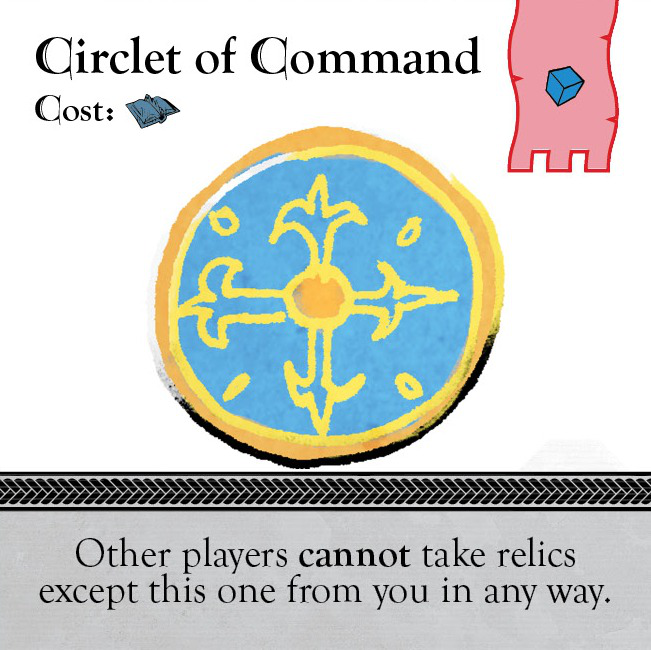 Circlet of Command
Cost:
Other players cannot take relics
except this one from you in any way.